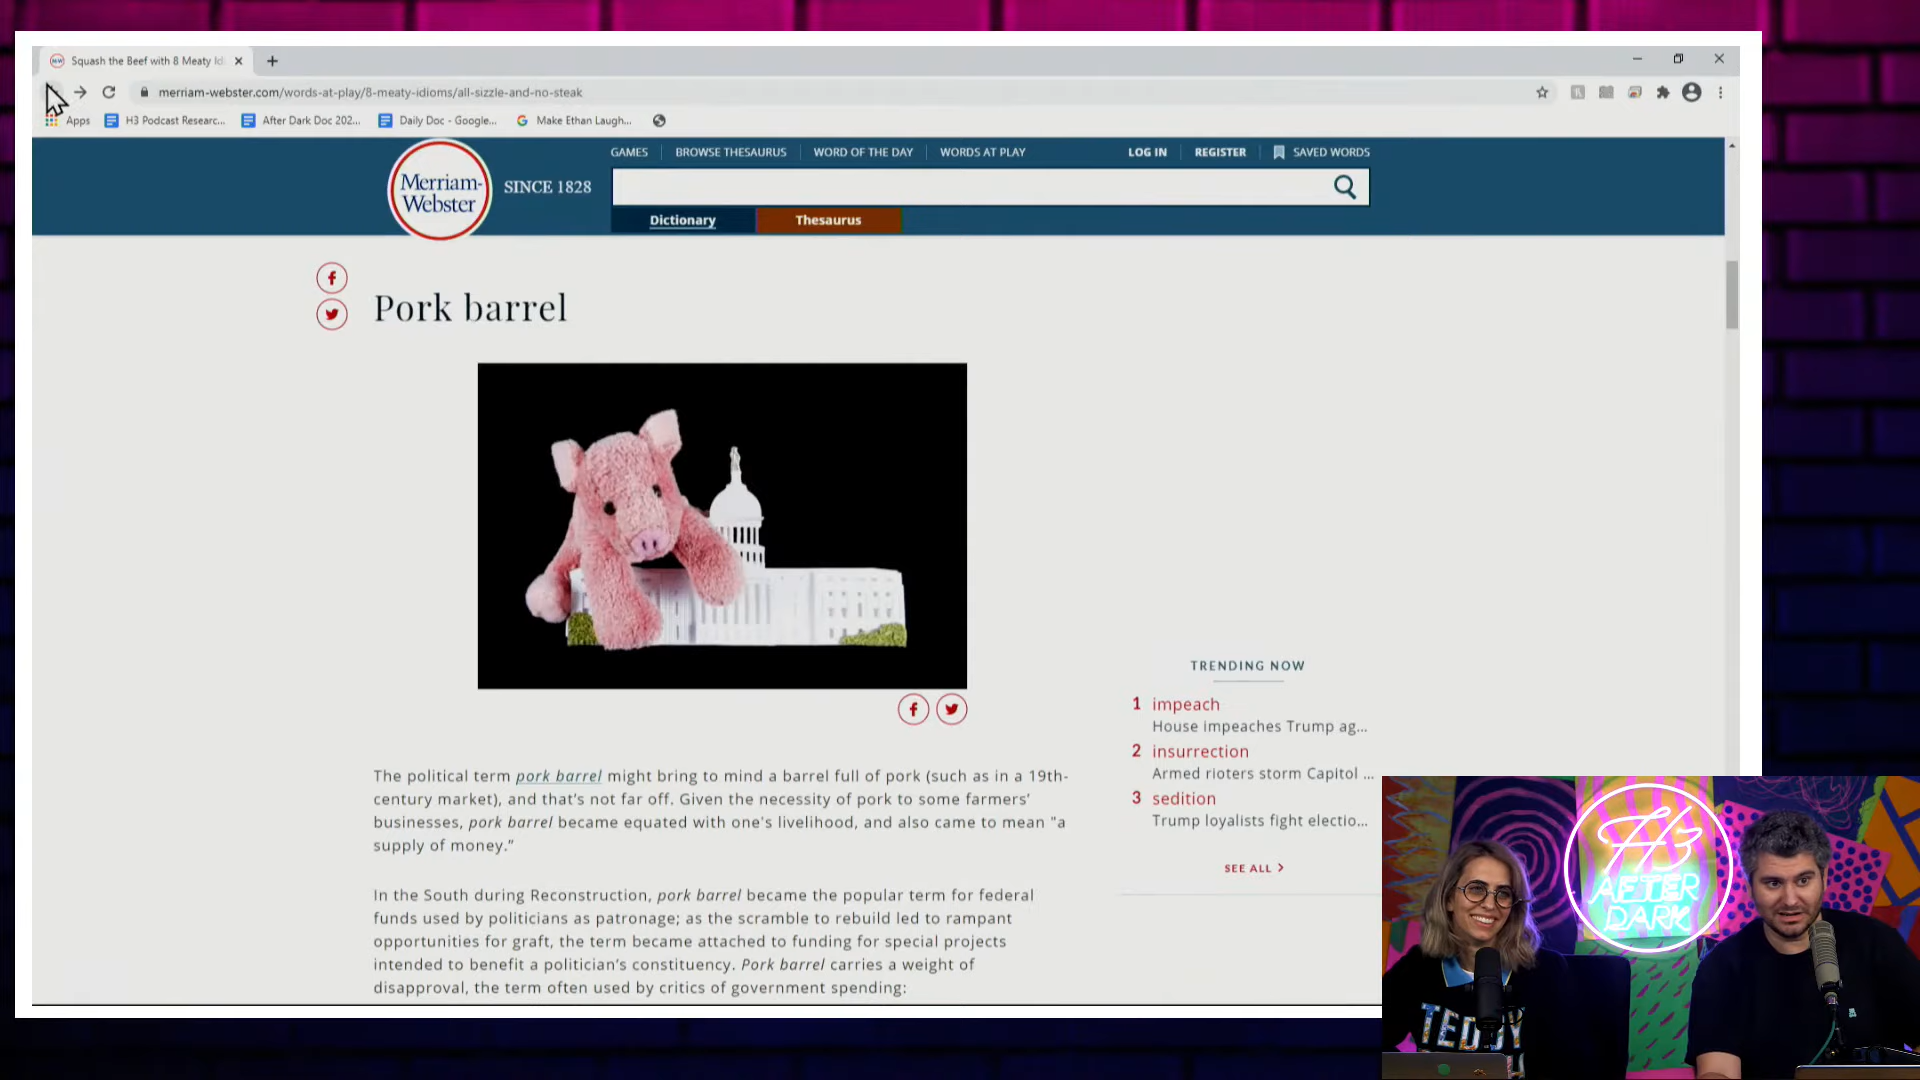 Squash the Beef with 8 Meaty Id
merriam-webster.com/words-at-play/8-meaty-idioms/all-sizzle-and-no-steak
Apps H3 Podcast Researc... After Dark Doc 202... Daily Doc - Google... Make Ethan Laugh...
GAMES BROWSE THESAURUS WORD OF THE DAY WORDS AT PLAY LOG IN REGISTER SAVED WORDS
Merriam-
Webster
SINCE 1828
Dictionary Thesaurus
Pork barrel
The political term pork barrel might bring to mind a barrel full of pork (such as in a 19th-
century market), and that's not far off. Given the necessity of pork to some farmers'
businesses, pork barrel became equated with one's livelihood, and also came to mean "a
supply of money."
In the South during Reconstruction, pork barrel became the popular term for federal
funds used by politicians as patronage; as the scramble to rebuild led to rampant
opportunities for graft, the term became attached to funding for special projects
intended to benefit a politician's constituency. Pork barrel carries a weight of
disapproval, the term often used by critics of government spending:
TRENDING NOW
1 impeach
House impeaches Trump ag...
2 insurrection
Armed rioters storm Capitol ...
3 sedition
Trump loyalists fight electio...
SEE ALL >
H3
AFTER
DARK
TEDDY